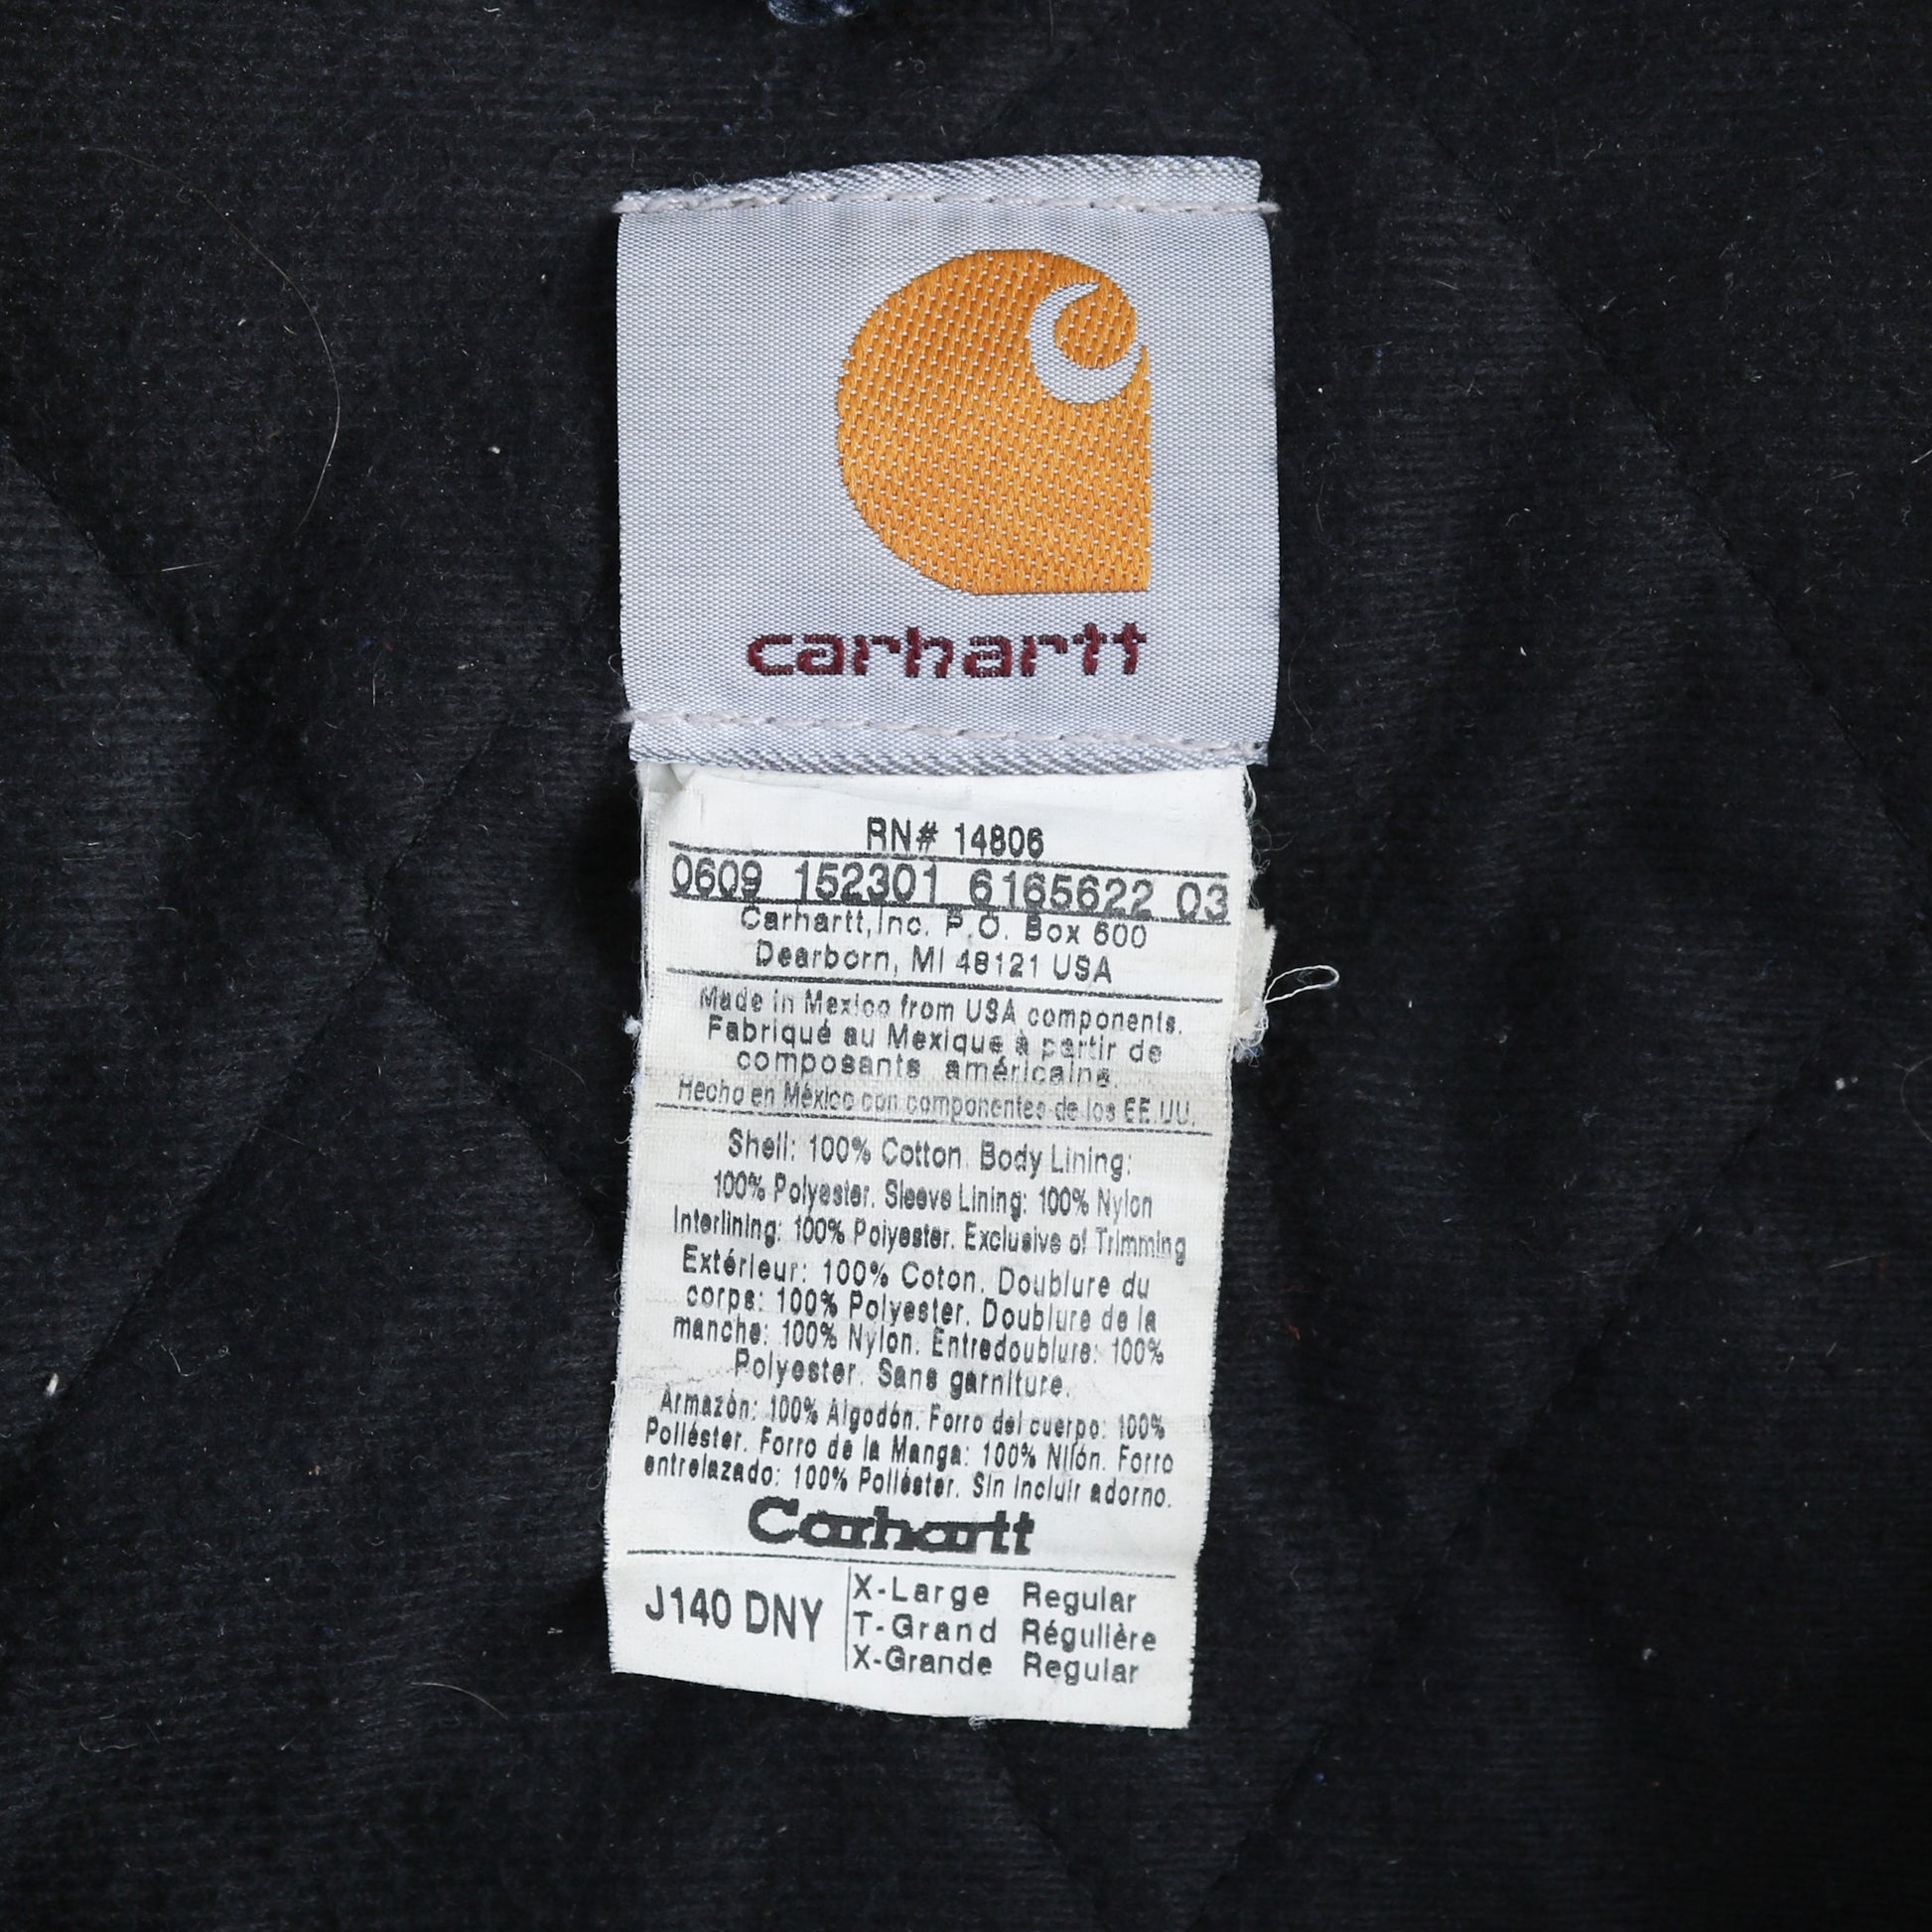 carhartt
RN# 14806
0609 152301 6165622 03
Carhartt, Inc. P.O. Box 600
Dearborn, MI 48121 USA
Made in Mexico from USA components.
Fabriqué au Mexique à partir de
composants américains.
Hecho en México con componentes de los EE.UU.
Shell: 100% Cotton. Body Lining:
100% Polyester. Sleeve Lining: 100% Nylon
Interlining: 100% Polyester. Exclusive of Trimming
Extérieur: 100% Coton. Doublure du
corps: 100% Polyester. Doublure de la
manche: 100% Nylon. Entredoublure: 100%
Polyester. Sans garniture.
Armazón: 100% Algodón. Forro del cuerpo: 100%
Poliéster. Forro de la Manga: 100% Nilón. Forro
entrelazado: 100% Poliéster. Sin incluir adorno.
Carhartt
J140 DNY
X-Large Regular
T-Grand Régulière
X-Grande Regular